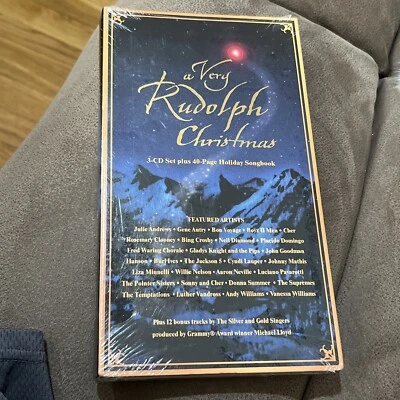 a Very
Rudolph
Christmas
3-CD Set plus 40-Page Holiday Songbook
FEATURED ARTISTS
Julie Andrews • Gene Autry • Bon Voyage • Boyz II Men • Cher
Rosemary Clooney • Bing Crosby • Neil Diamond • Placido Domingo
Fred Waring Chorale • Gladys Knight and the Pips • John Goodman
Hanson • Burl Ives • The Jackson 5 • Cyndi Lauper • Johnny Mathis
Liza Minnelli • Willie Nelson • Aaron Neville • Luciano Pavarotti
The Pointer Sisters • Sonny and Cher • Donna Summer • The Supremes
The Temptations • Luther Vandross • Andy Williams • Vanessa Williams
Plus 12 bonus tracks by The Silver and Gold Singers
produced by Grammy® Award winner Michael Lloyd